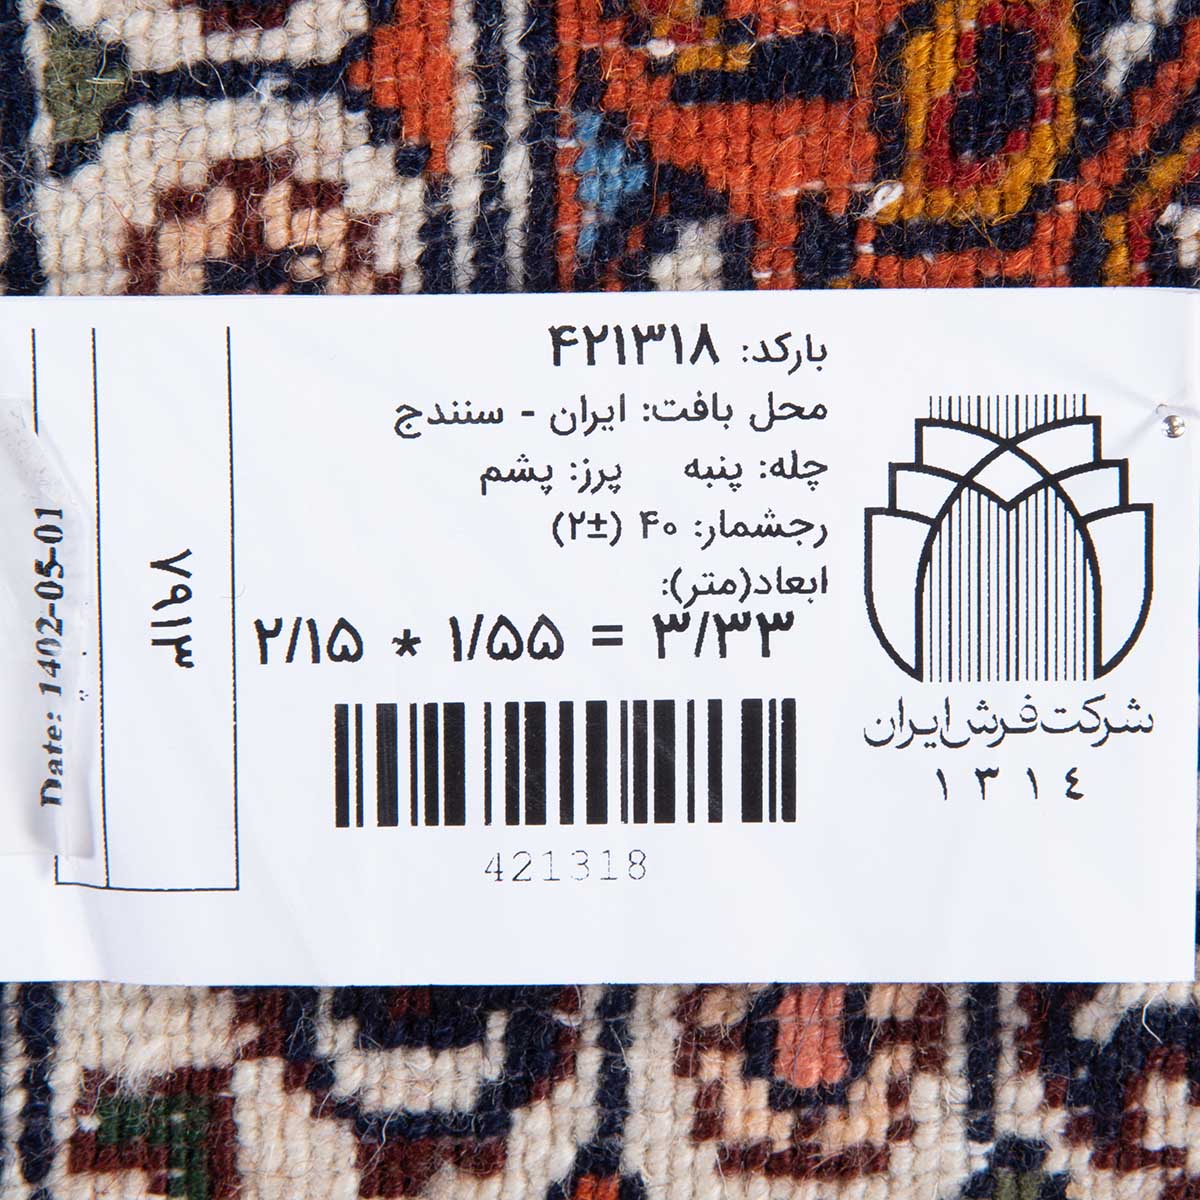 بارکد: ۴۲۱۳۱۸
محل بافت: ایران - سنندج
چله: پنبه پرز: پشم
رجشمار: ۴۰ (±۲)
ابعاد(متر):
۲/۱۵ * ۱/۵۵ = ۳/۳۳
421318
شرکت فرش ایران
۱۳۱٤
۷۹۱۳
Date: 1402-05-01